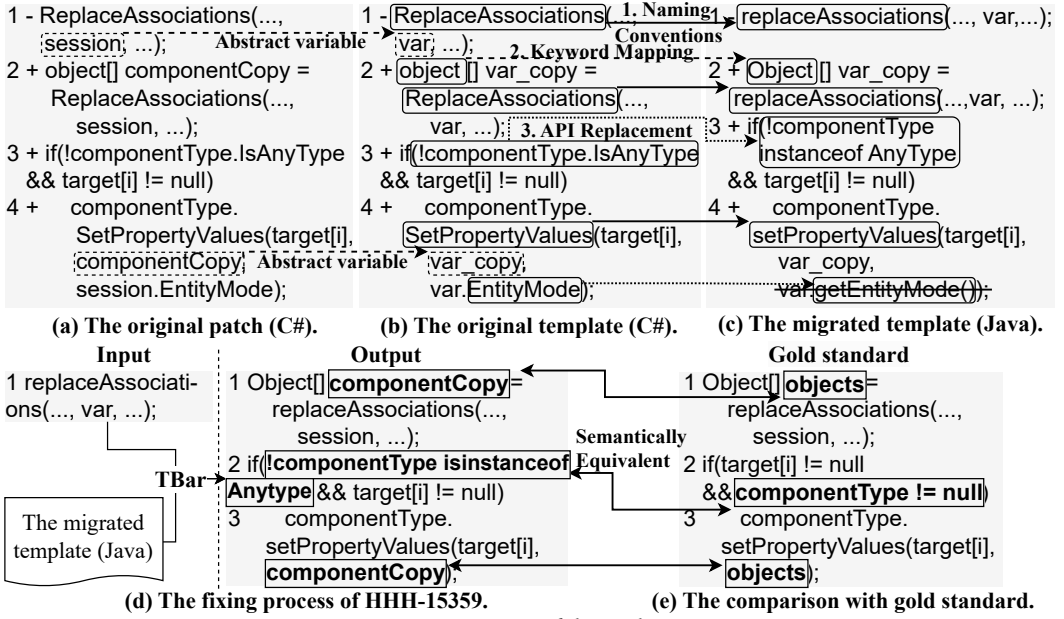 1 - ReplaceAssociations(...,
session, ...);
2 + object[] componentCopy =
ReplaceAssociations(...,
session, ...);
3 + if(!componentType.IsAnyType
&& target[i] != null)
4 + componentType.
SetPropertyValues(target[i],
componentCopy,
session.EntityMode);
Abstract variable
Abstract variable
(a) The original patch (C#).
1 - ReplaceAssociations(...,
var, ...);
2 + object[] var_copy =
ReplaceAssociations(...,
var, ...);
3 + if(!componentType.IsAnyType
&& target[i] != null)
4 + componentType.
SetPropertyValues(target[i],
var_copy,
var.EntityMode);
1. Naming
Conventions
2. Keyword Mapping
3. API Replacement
(b) The original template (C#).
1 - replaceAssociations(..., var,...);
2 + Object[] var_copy =
replaceAssociations(...,var, ...);
3 + if(!componentType
instanceof AnyType
&& target[i] != null)
4 + componentType.
setPropertyValues(target[i],
var_copy,
var.getEntityMode());
(c) The migrated template (Java).
Input
1 replaceAssociati-
ons(..., var, ...);
TBar
The migrated
template (Java)
Output
1 Object[] componentCopy=
replaceAssociations(...,
session, ...);
2 if(!componentType isinstanceof
Anytype && target[i] != null)
3 componentType.
setPropertyValues(target[i],
componentCopy);
(d) The fixing process of HHH-15359.
Semantically
Equivalent
Gold standard
1 Object[] objects=
replaceAssociations(...,
session, ...);
2 if(target[i] != null
&&componentType != null)
3 componentType.
setPropertyValues(target[i],
objects);
(e) The comparison with gold standard.